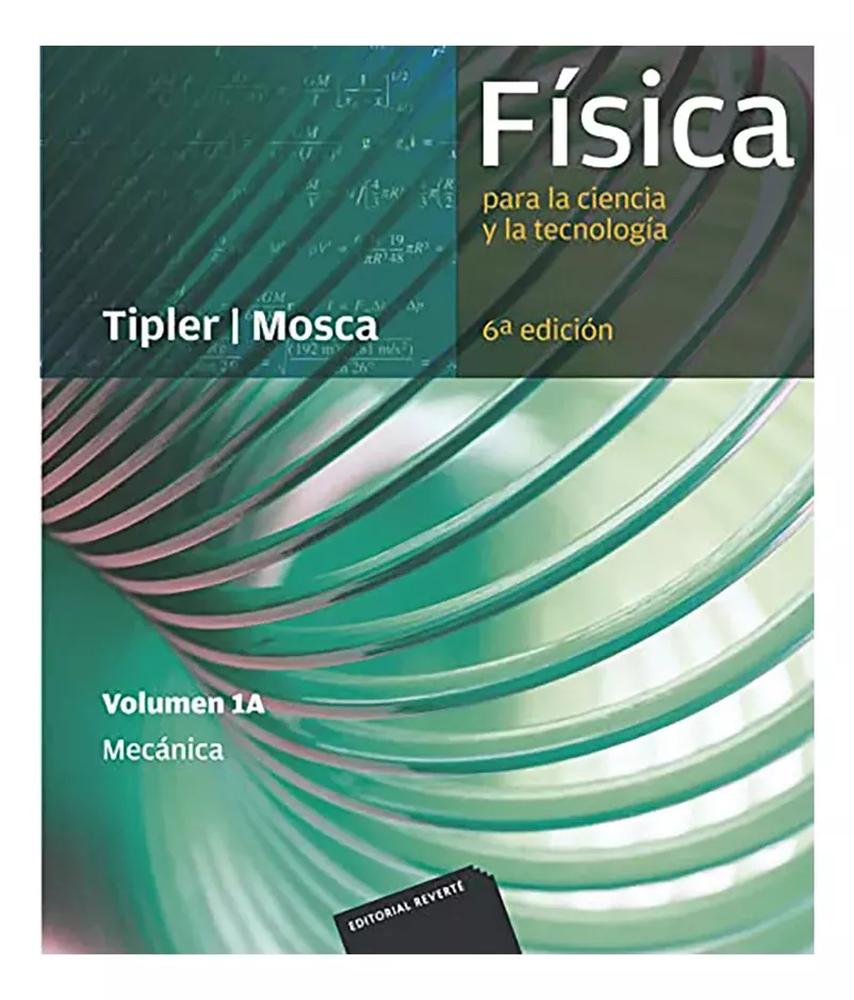 Física
para la ciencia
y la tecnología
Tipler | Mosca
6ª edición
Volumen 1A
Mecánica
EDITORIAL REVERTÉ